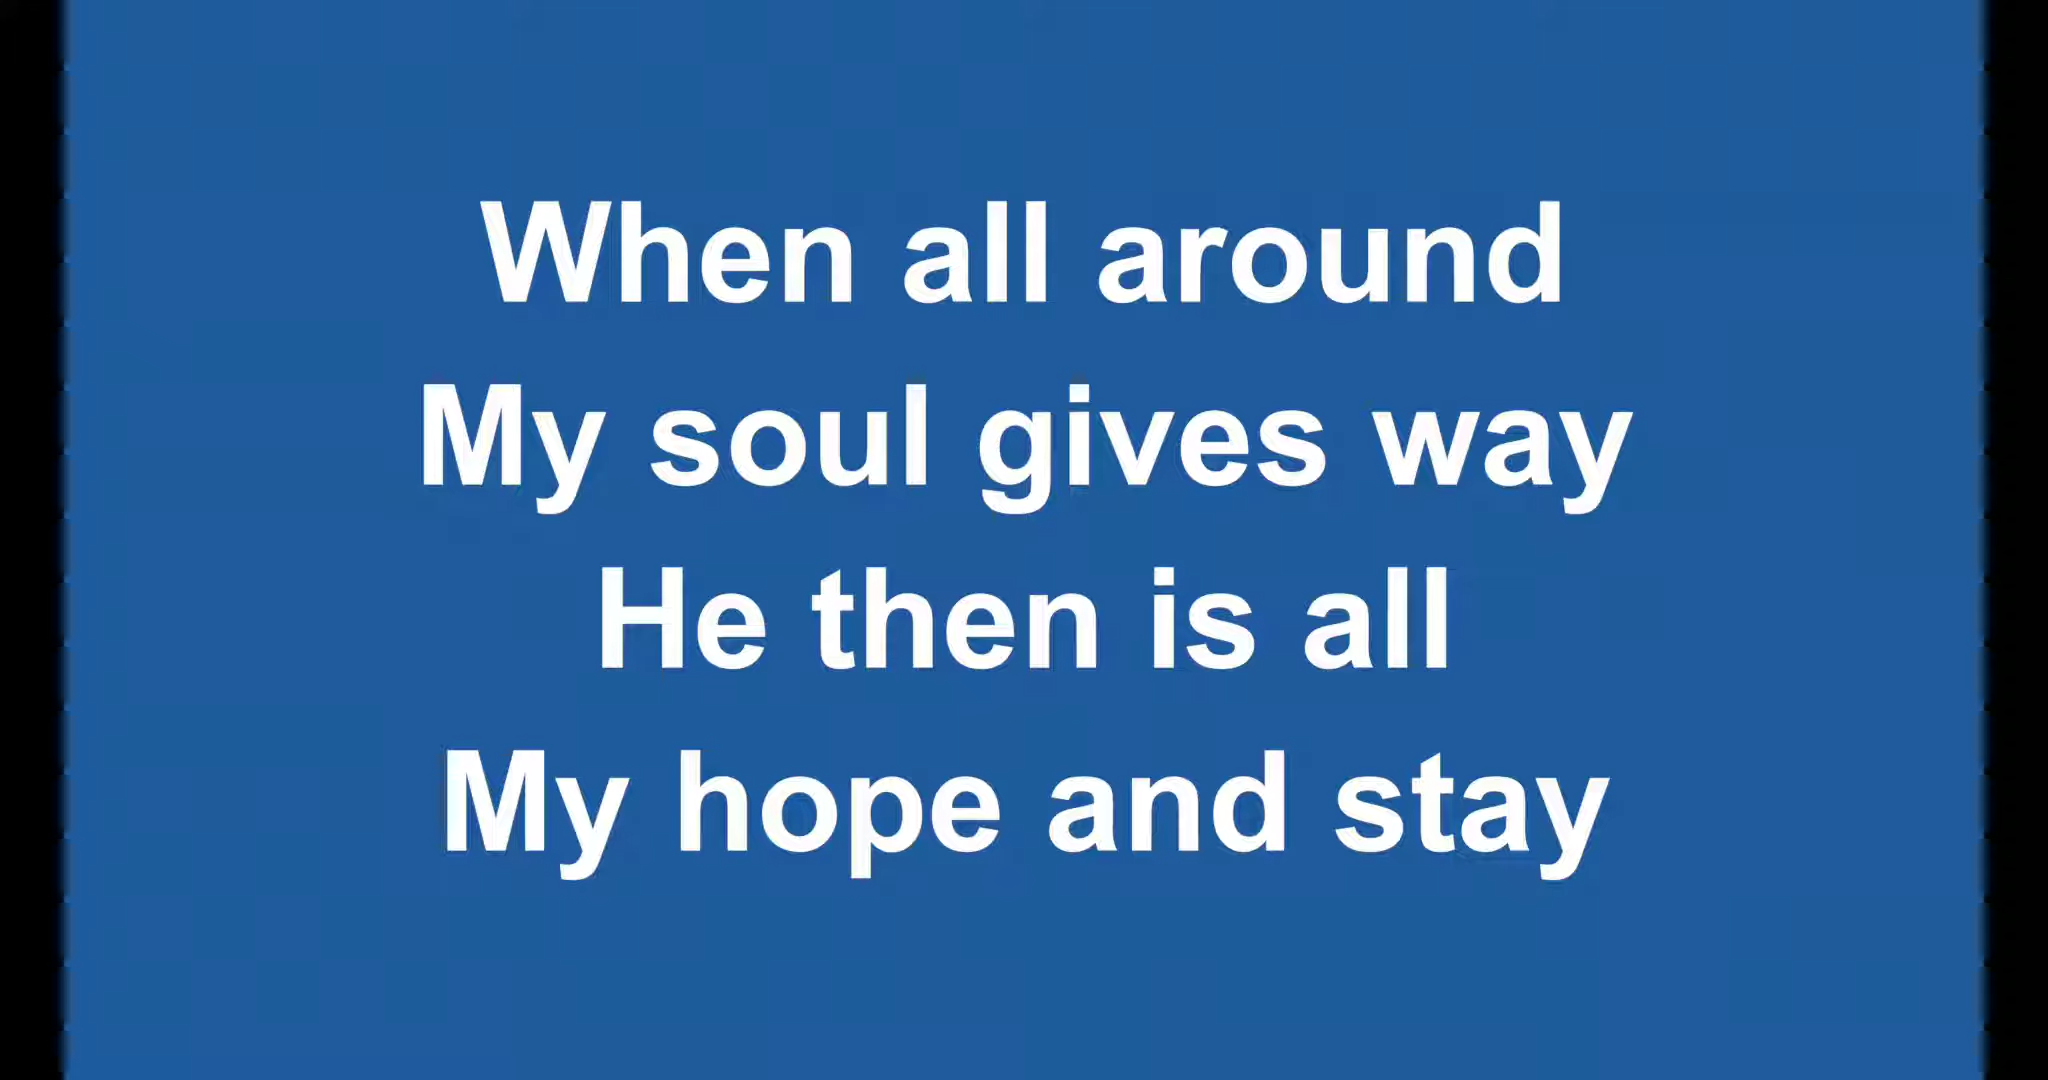 When all around
My soul gives way
He then is all
My hope and stay